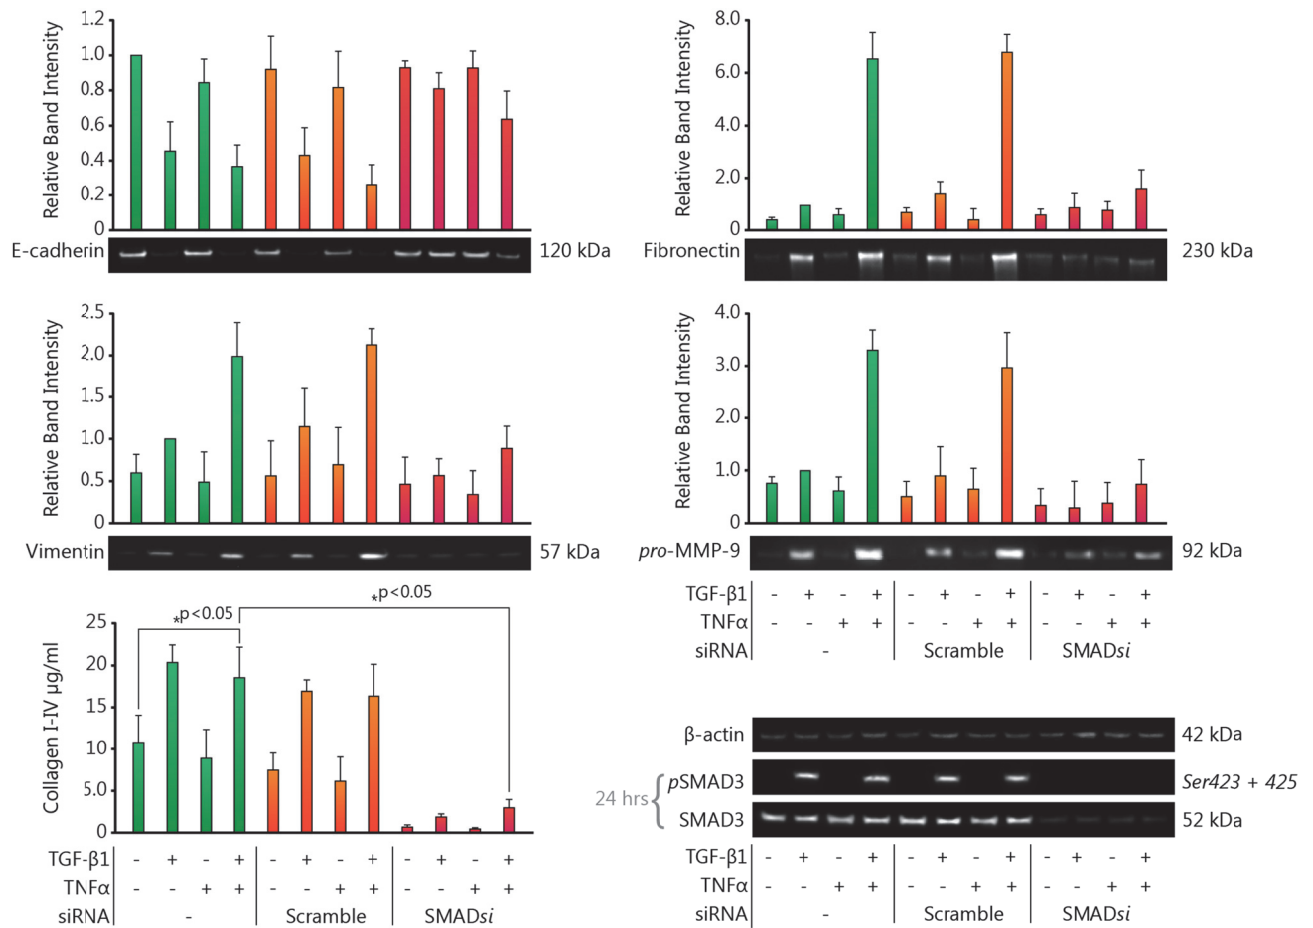 Relative Band Intensity
1.2
1.0
0.8
0.6
0.4
0.2
0
E-cadherin
120 kDa
Relative Band Intensity
8.0
6.0
4.0
2.0
0
Fibronectin
230 kDa
Relative Band Intensity
2.5
2.0
1.5
1.0
0.5
0
Vimentin
57 kDa
Relative Band Intensity
4.0
3.0
2.0
1.0
0
pro-MMP-9
92 kDa
TGF-β1 - + - + - + - + - + - +
TNFα - - + + - - + + - - + +
siRNA - Scramble SMADsi
*p<0.05
*p<0.05
Collagen I-IV µg/ml
25
20
15
10
5.0
0
TGF-β1 - + - + - + - + - + - +
TNFα - - + + - - + + - - + +
siRNA - Scramble SMADsi
β-actin
42 kDa
24 hrs
pSMAD3
Ser423 + 425
SMAD3
52 kDa
TGF-β1 - + - + - + - + - + - +
TNFα - - + + - - + + - - + +
siRNA - Scramble SMADsi